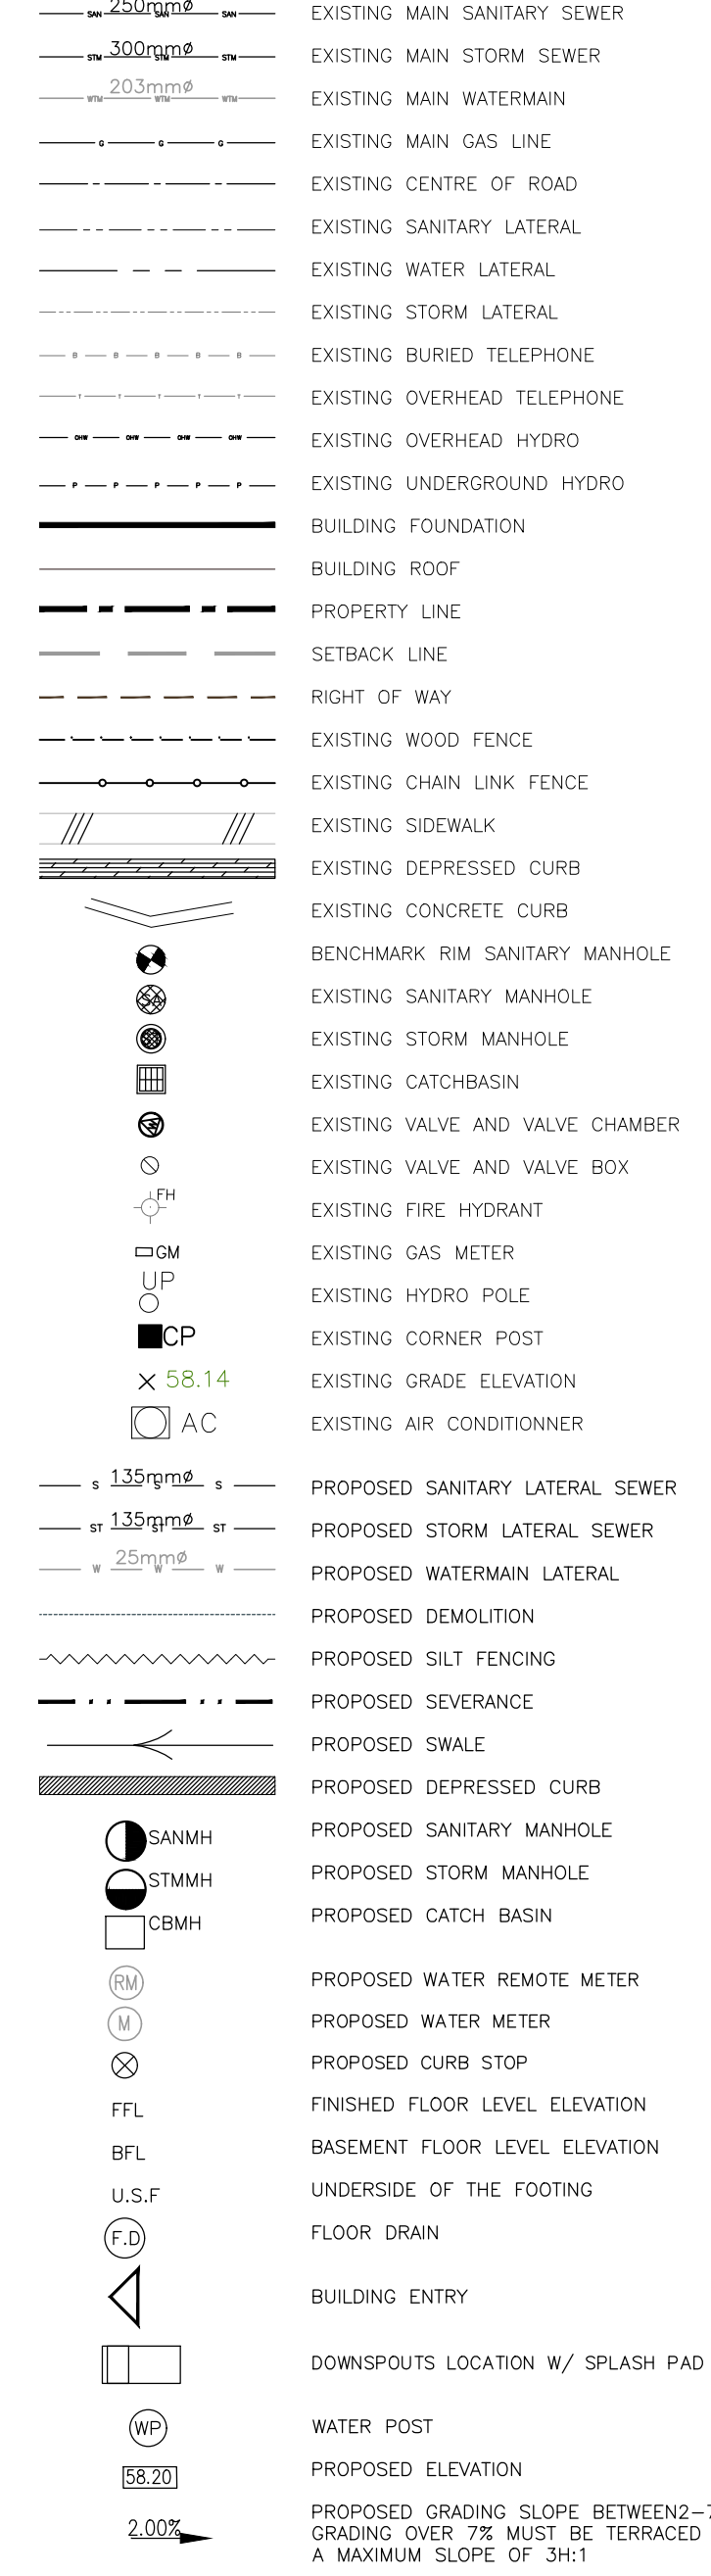 250mmø
SAN SAN SAN EXISTING MAIN SANITARY SEWER
300mmø
STM STM STM EXISTING MAIN STORM SEWER
203mmø
WTM WTM WTM EXISTING MAIN WATERMAIN
G G G EXISTING MAIN GAS LINE
EXISTING CENTRE OF ROAD
EXISTING SANITARY LATERAL
EXISTING WATER LATERAL
EXISTING STORM LATERAL
B B B B B EXISTING BURIED TELEPHONE
T T T T T EXISTING OVERHEAD TELEPHONE
OHW OHW OHW OHW EXISTING OVERHEAD HYDRO
P P P P P EXISTING UNDERGROUND HYDRO
BUILDING FOUNDATION
BUILDING ROOF
PROPERTY LINE
SETBACK LINE
RIGHT OF WAY
EXISTING WOOD FENCE
EXISTING CHAIN LINK FENCE
EXISTING SIDEWALK
EXISTING DEPRESSED CURB
EXISTING CONCRETE CURB
BENCHMARK RIM SANITARY MANHOLE
SA EXISTING SANITARY MANHOLE
EXISTING STORM MANHOLE
EXISTING CATCHBASIN
EXISTING VALVE AND VALVE CHAMBER
EXISTING VALVE AND VALVE BOX
FH EXISTING FIRE HYDRANT
GM EXISTING GAS METER
UP EXISTING HYDRO POLE
CP EXISTING CORNER POST
58.14 EXISTING GRADE ELEVATION
AC EXISTING AIR CONDITIONNER
135mmø
S S S PROPOSED SANITARY LATERAL SEWER
135mmø
ST ST ST PROPOSED STORM LATERAL SEWER
25mmø
W W W PROPOSED WATERMAIN LATERAL
PROPOSED DEMOLITION
PROPOSED SILT FENCING
PROPOSED SEVERANCE
PROPOSED SWALE
PROPOSED DEPRESSED CURB
SANMH PROPOSED SANITARY MANHOLE
STMMH PROPOSED STORM MANHOLE
CBMH PROPOSED CATCH BASIN
RM PROPOSED WATER REMOTE METER
M PROPOSED WATER METER
PROPOSED CURB STOP
FFL FINISHED FLOOR LEVEL ELEVATION
BFL BASEMENT FLOOR LEVEL ELEVATION
U.S.F UNDERSIDE OF THE FOOTING
F.D FLOOR DRAIN
BUILDING ENTRY
DOWNSPOUTS LOCATION W/ SPLASH PAD
WP WATER POST
58.20 PROPOSED ELEVATION
2.00% PROPOSED GRADING SLOPE BETWEEN2-7
GRADING OVER 7% MUST BE TERRACED
A MAXIMUM SLOPE OF 3H:1